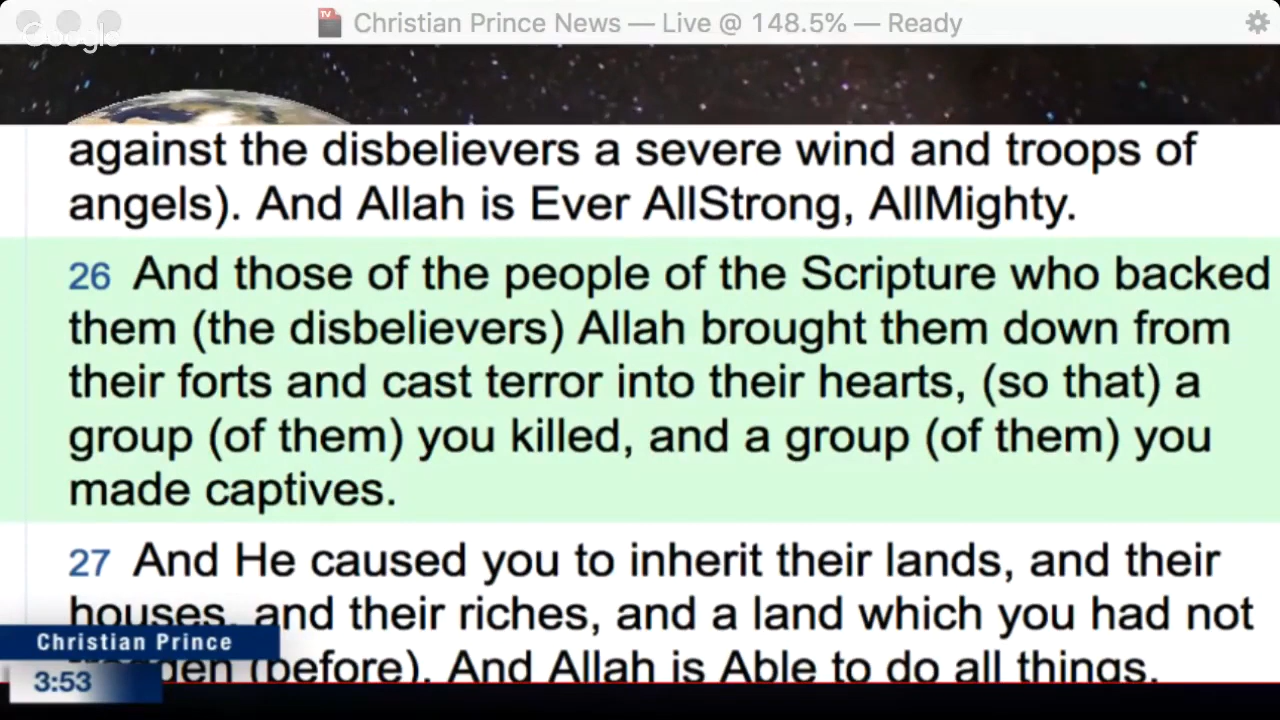 Christian Prince News — Live @ 148.5% — Ready
Google
against the disbelievers a severe wind and troops of
angels). And Allah is Ever AllStrong, AllMighty.
26 And those of the people of the Scripture who backed
them (the disbelievers) Allah brought them down from
their forts and cast terror into their hearts, (so that) a
group (of them) you killed, and a group (of them) you
made captives.
27 And He caused you to inherit their lands, and their
houses, and their riches, and a land which you had not
(before). And Allah is Able to do all things.
Christian Prince
3:53